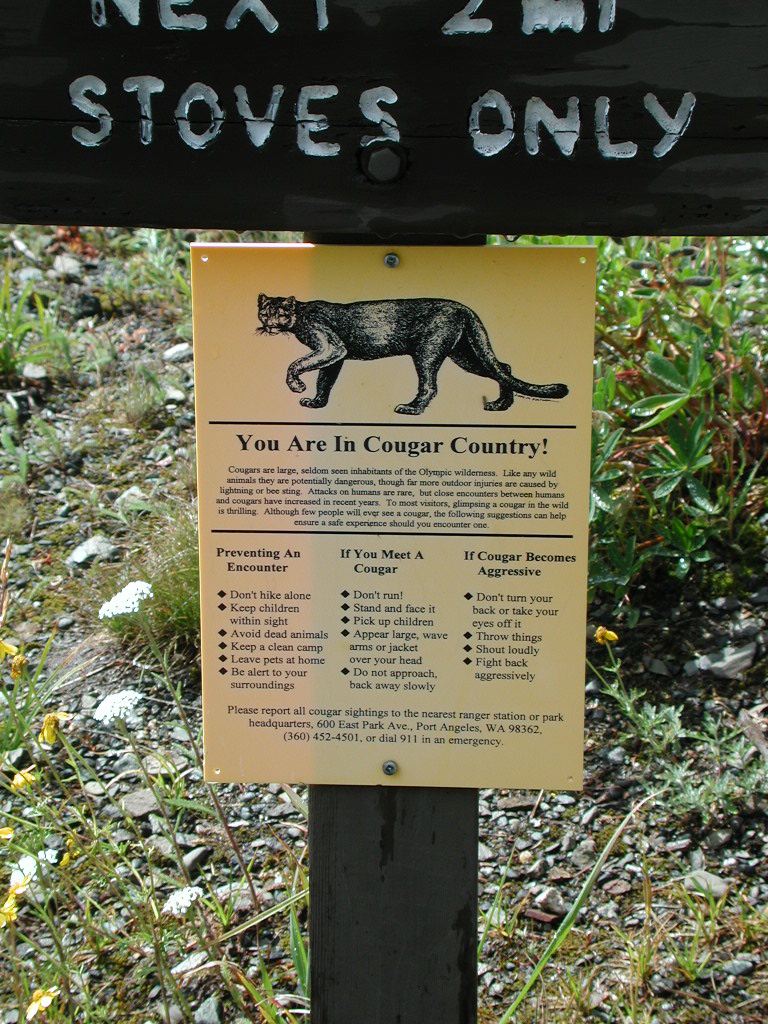 NEXT 2 MI
STOVES ONLY
You Are In Cougar Country!
Cougars are large, seldom seen inhabitants of the Olympic wilderness. Like any wild
animals they are potentially dangerous, though far more outdoor injuries are caused by
lightning or bee sting. Attacks on humans are rare, but close encounters between humans
and cougars have increased in recent years. To most visitors, glimpsing a cougar in the wild
is thrilling. Although few people will ever see a cougar, the following suggestions can help
ensure a safe experience should you encounter one.
Preventing An
Encounter
◆ Don't hike alone
◆ Keep children
within sight
◆ Avoid dead animals
◆ Keep a clean camp
◆ Leave pets at home
◆ Be alert to your
surroundings
If You Meet A
Cougar
◆ Don't run!
◆ Stand and face it
◆ Pick up children
◆ Appear large, wave
arms or jacket
over your head
◆ Do not approach,
back away slowly
If Cougar Becomes
Aggressive
◆ Don't turn your
back or take your
eyes off it
◆ Throw things
◆ Shout loudly
◆ Fight back
aggressively
Please report all cougar sightings to the nearest ranger station or park
headquarters, 600 East Park Ave., Port Angeles, WA 98362,
(360) 452-4501, or dial 911 in an emergency.